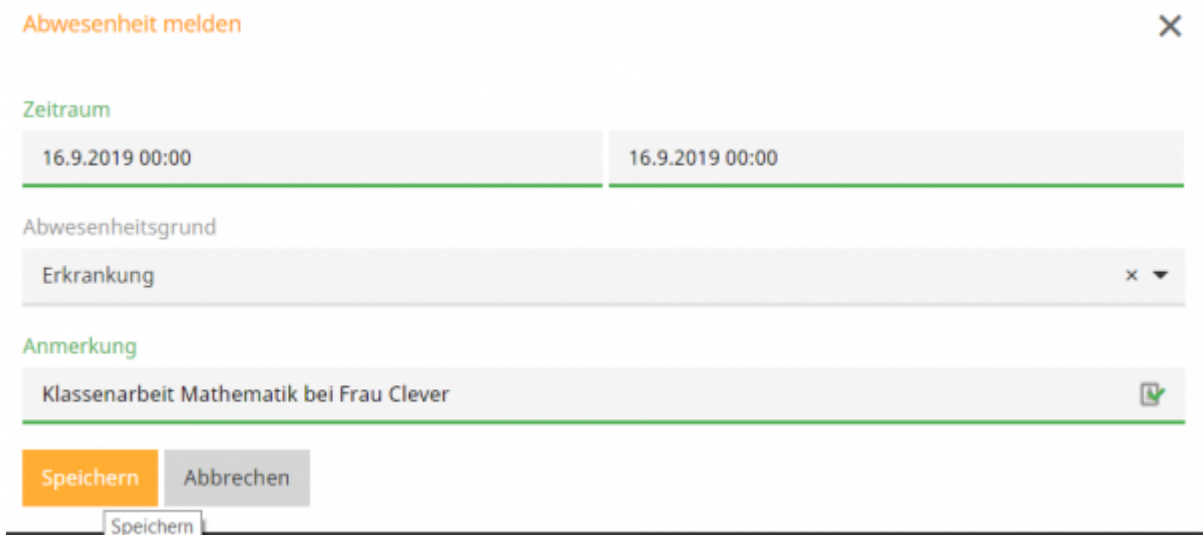 Abwesenheit melden
Zeitraum
16.9.2019 00:00 16.9.2019 00:00
Abwesenheitsgrund
Erkrankung
Anmerkung
Klassenarbeit Mathematik bei Frau Clever
Speichern Abbrechen
Speichern